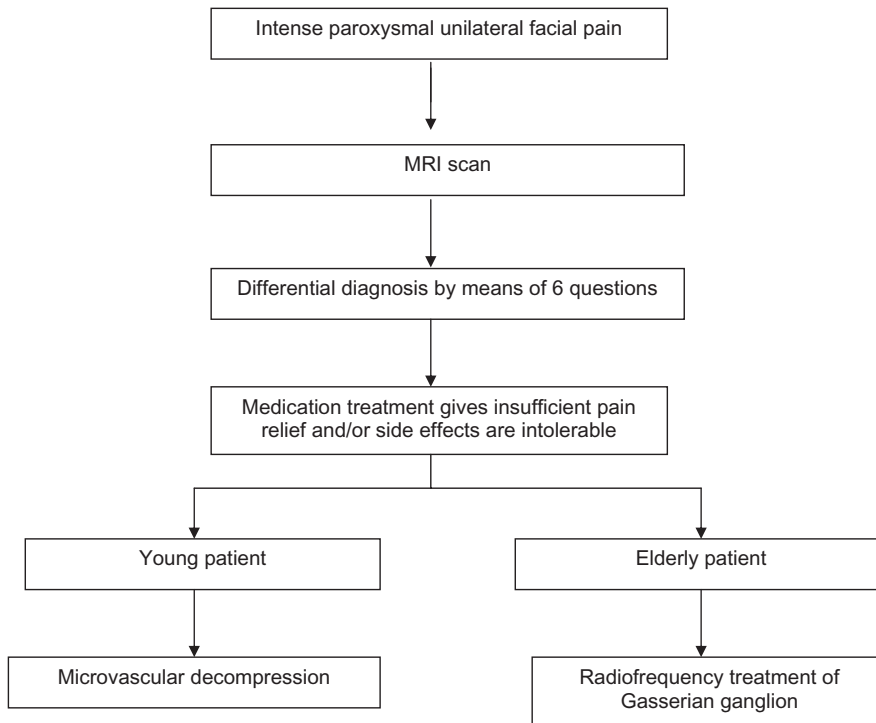 Intense paroxysmal unilateral facial pain
MRI scan
Differential diagnosis by means of 6 questions
Medication treatment gives insufficient pain
relief and/or side effects are intolerable
Young patient
Elderly patient
Microvascular decompression
Radiofrequency treatment of
Gasserian ganglion